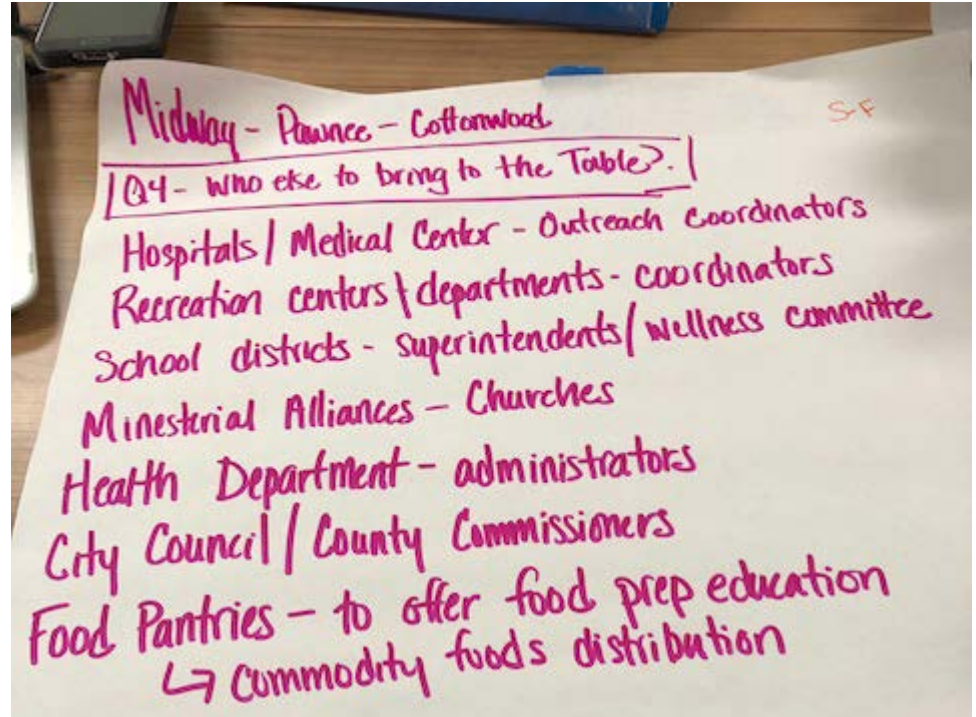 Midway - Pawnee - Cottonwood
S-F
Q4 - Who else to bring to the Table?
Hospitals / Medical Center - Outreach Coordinators
Recreation centers \ departments - coordinators
School districts - superintendents / wellness committee
Minesterial Alliances - Churches
Health Department - administrators
City Council / County Commissioners
Food Pantries - to offer food prep education
↳ commodity foods distribution